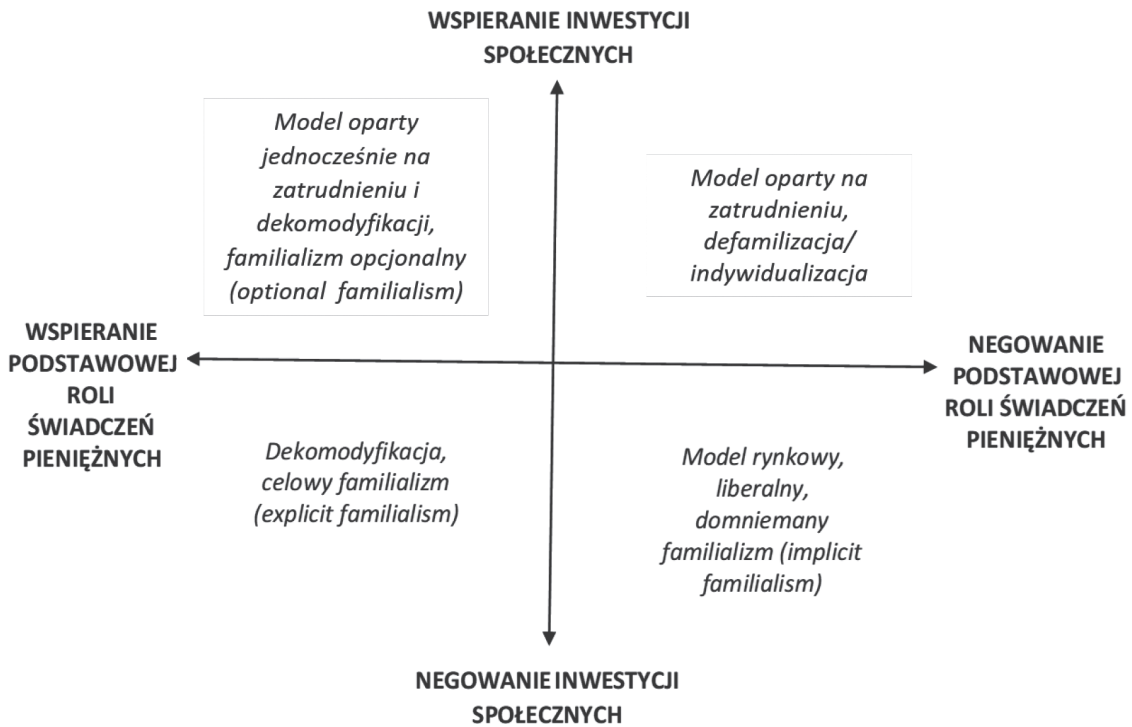 WSPIERANIE INWESTYCJI
SPOŁECZNYCH
Model oparty
jednocześnie na
zatrudnieniu i
dekomodyfikacji,
familializm opcjonalny
(optional familialism)
Model oparty na
zatrudnieniu,
defamilizacja/
indywidualizacja
WSPIERANIE
PODSTAWOWEJ
ROLI
ŚWIADCZEŃ
PIENIĘŻNYCH
NEGOWANIE
PODSTAWOWEJ
ROLI ŚWIADCZEŃ
PIENIĘŻNYCH
Dekomodyfikacja,
celowy familializm
(explicit familialism)
Model rynkowy,
liberalny,
domniemany
familializm (implicit
familialism)
NEGOWANIE INWESTYCJI
SPOŁECZNYCH